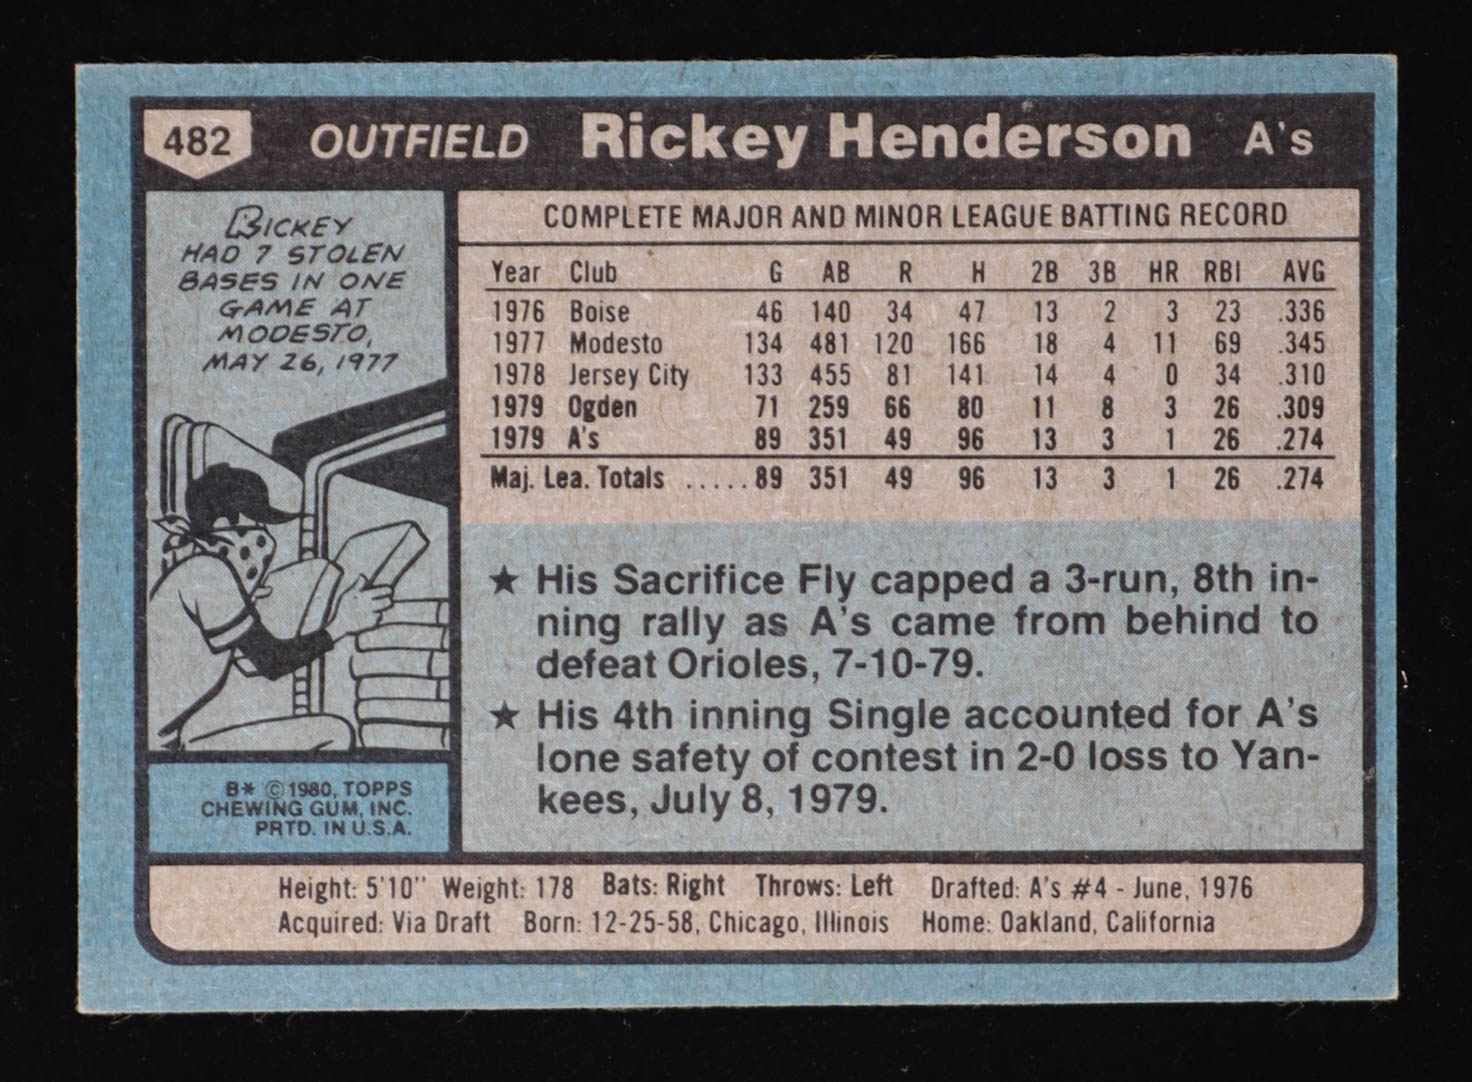 482 OUTFIELD Rickey Henderson A's
RICKEY
HAD 7 STOLEN
BASES IN ONE
GAME AT
MODESTO,
MAY 26, 1977
B* ©1980, TOPPS
CHEWING GUM, INC.
PRTD. IN U.S.A.
COMPLETE MAJOR AND MINOR LEAGUE BATTING RECORD
Year Club G AB R H 2B 3B HR RBI AVG
1976 Boise 46 140 34 47 13 2 3 23 .336
1977 Modesto 134 481 120 166 18 4 11 69 .345
1978 Jersey City 133 455 81 141 14 4 0 34 .310
1979 Ogden 71 259 66 80 11 8 3 26 .309
1979 A's 89 351 49 96 13 3 1 26 .274
Maj. Lea. Totals .....89 351 49 96 13 3 1 26 .274
★ His Sacrifice Fly capped a 3-run, 8th in-
ning rally as A's came from behind to
defeat Orioles, 7-10-79.
★ His 4th inning Single accounted for A's
lone safety of contest in 2-0 loss to Yan-
kees, July 8, 1979.
Height: 5'10" Weight: 178 Bats: Right Throws: Left Drafted: A's #4 - June, 1976
Acquired: Via Draft Born: 12-25-58, Chicago, Illinois Home: Oakland, California